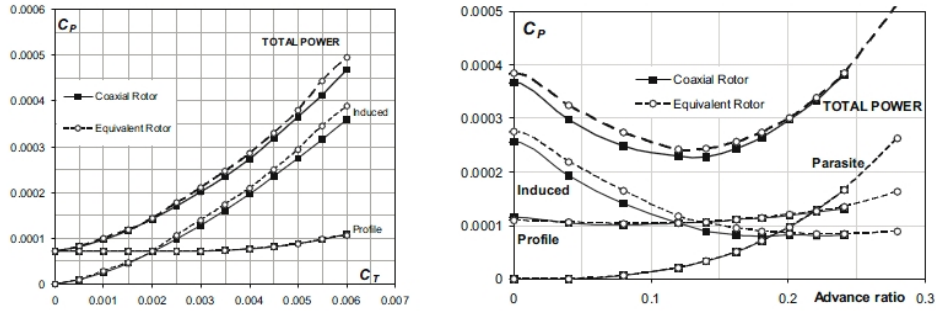 0.0006
C_P
TOTAL POWER
0.0005
0.0004
Coaxial Rotor
Induced
Equivalent Rotor
0.0003
0.0002
0.0001
Profile
C_T
0
0 0.001 0.002 0.003 0.004 0.005 0.006 0.007
0.0005
C_P
0.0004
Coaxial Rotor
Equivalent Rotor
TOTAL POWER
0.0003
Parasite
0.0002
Induced
0.0001
Profile
0
0 0.1 0.2 Advance ratio 0.3